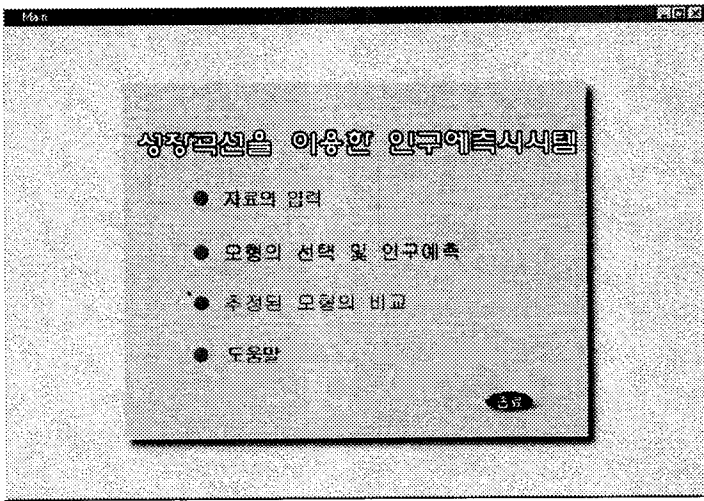 Main
성장곡선을 이용한 인구예측시시템
자료의 입력
모형의 선택 및 인구예측
추정된 모형의 비교
도움말
종료